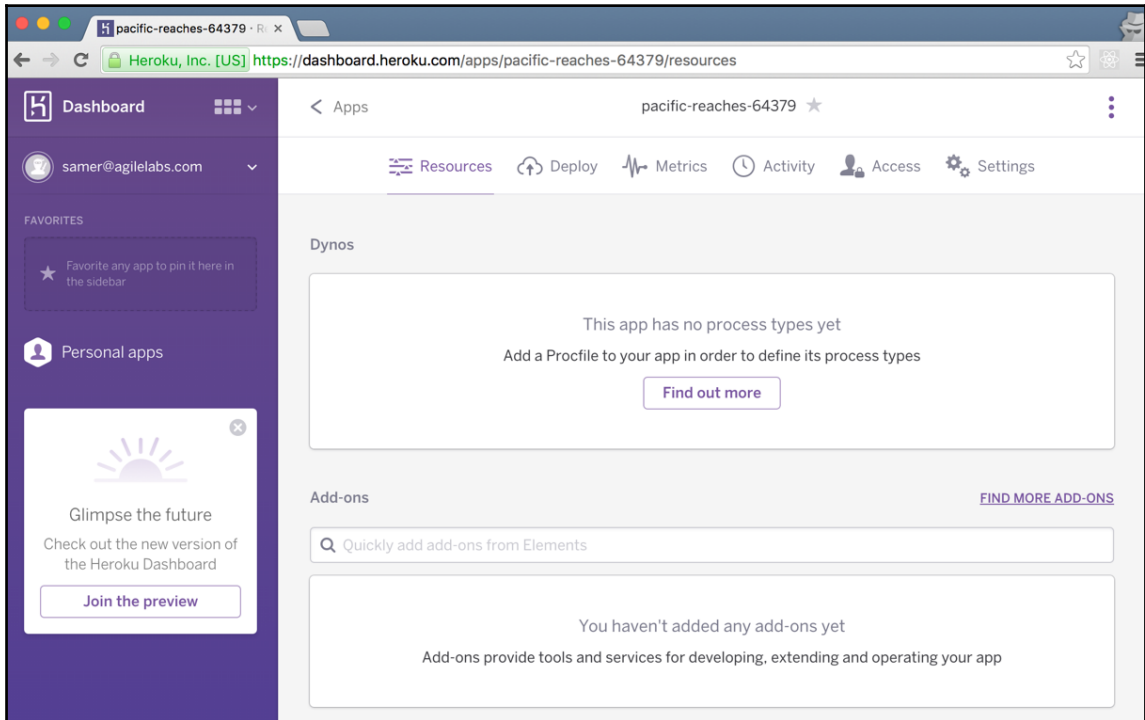 pacific-reaches-64379 · R
Heroku, Inc. [US] https://dashboard.heroku.com/apps/pacific-reaches-64379/resources
Dashboard
Apps
pacific-reaches-64379
samer@agilelabs.com
Resources Deploy Metrics Activity Access Settings
FAVORITES
Favorite any app to pin it here in
the sidebar
Personal apps
Glimpse the future
Check out the new version of
the Heroku Dashboard
Join the preview
Dynos
This app has no process types yet
Add a Procfile to your app in order to define its process types
Find out more
Add-ons
FIND MORE ADD-ONS
Quickly add add-ons from Elements
You haven't added any add-ons yet
Add-ons provide tools and services for developing, extending and operating your app